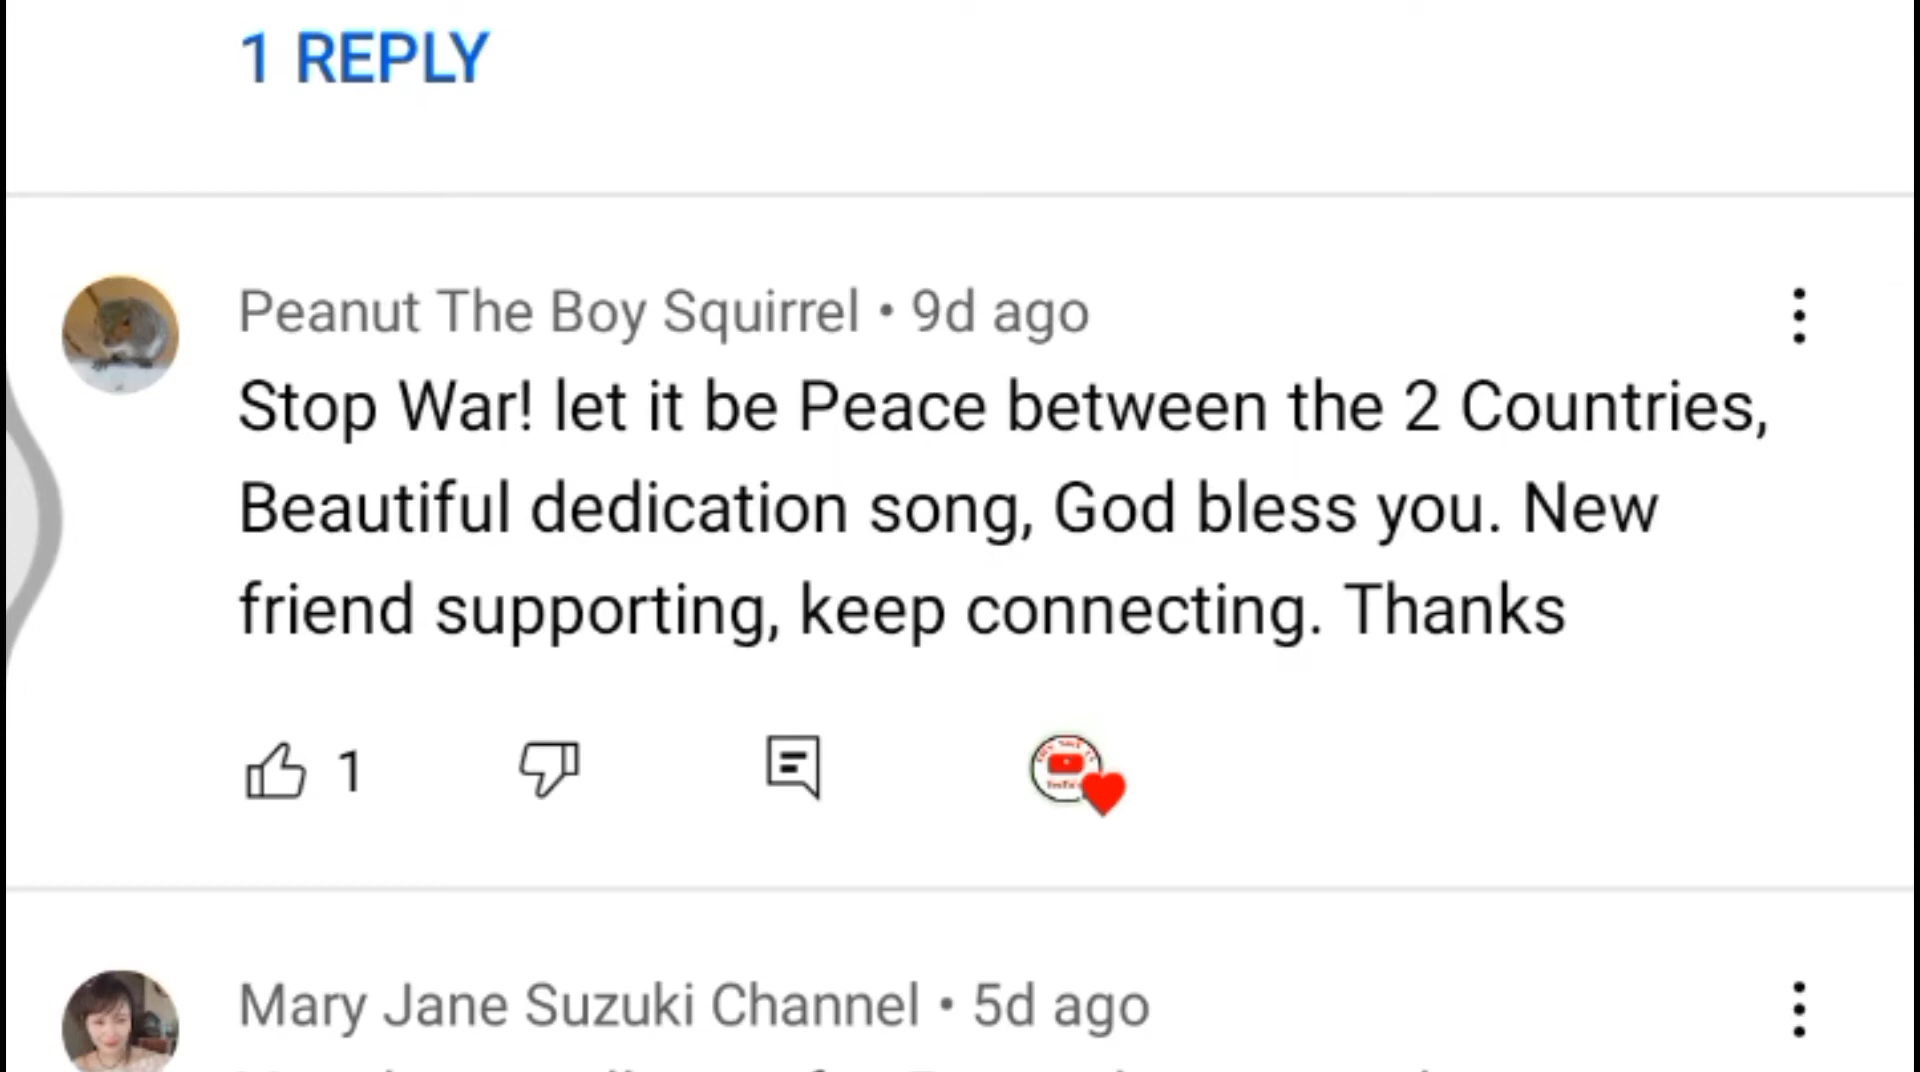 1 REPLY
Peanut The Boy Squirrel • 9d ago
Stop War! let it be Peace between the 2 Countries,
Beautiful dedication song, God bless you. New
friend supporting, keep connecting. Thanks
1
Mary Jane Suzuki Channel • 5d ago